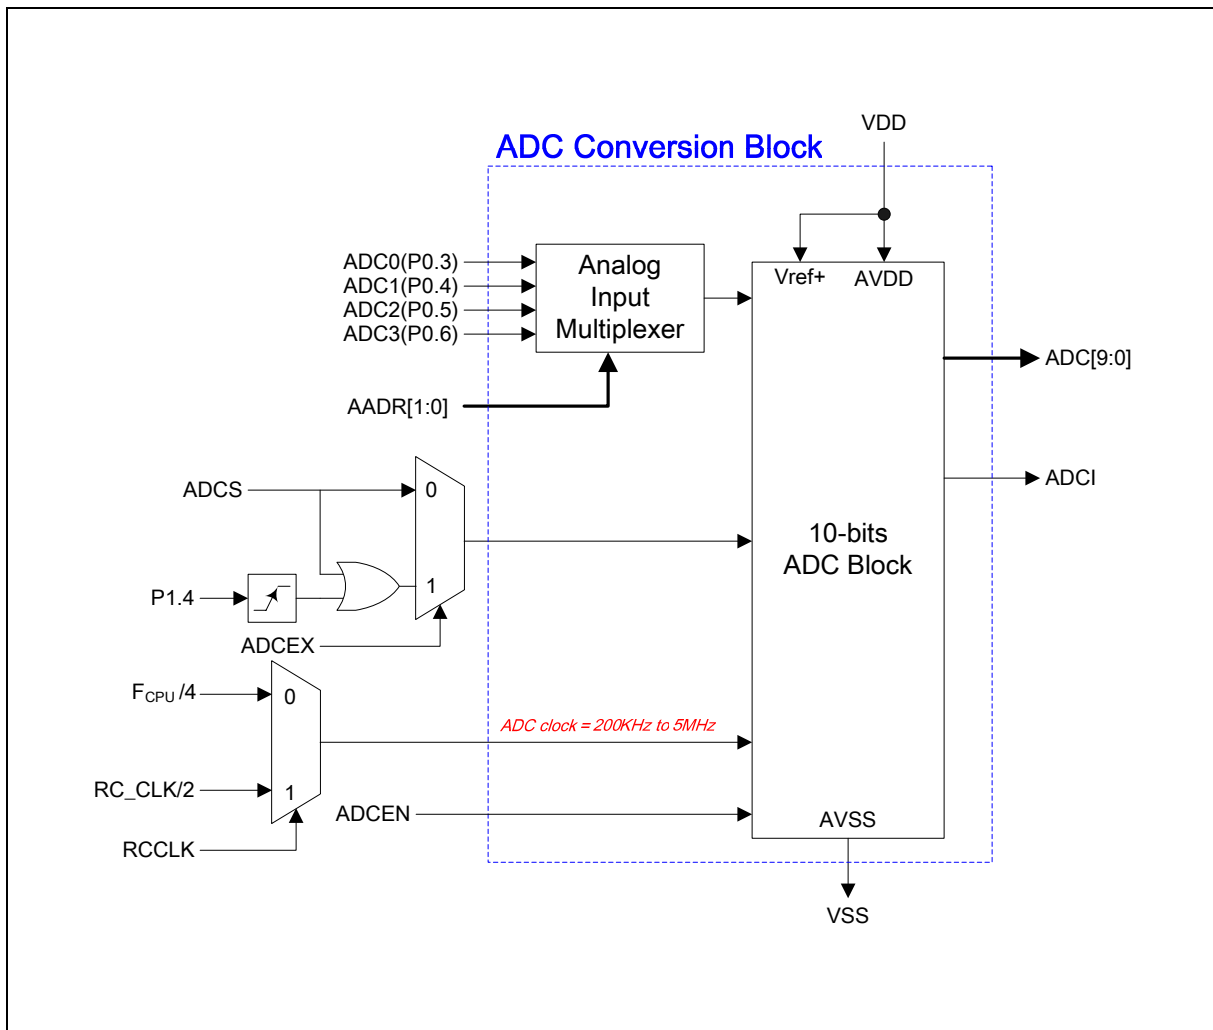 VDD
ADC Conversion Block
ADC0(P0.3)
ADC1(P0.4)
ADC2(P0.5)
ADC3(P0.6)
Analog
Input
Multiplexer
Vref+
AVDD
ADC[9:0]
AADR[1:0]
ADCS
0
ADCI
10-bits
ADC Block
1
P1.4
ADCEX
FCPU /4
0
ADC clock = 200KHz to 5MHz
RC_CLK/2
1
ADCEN
AVSS
RCCLK
VSS